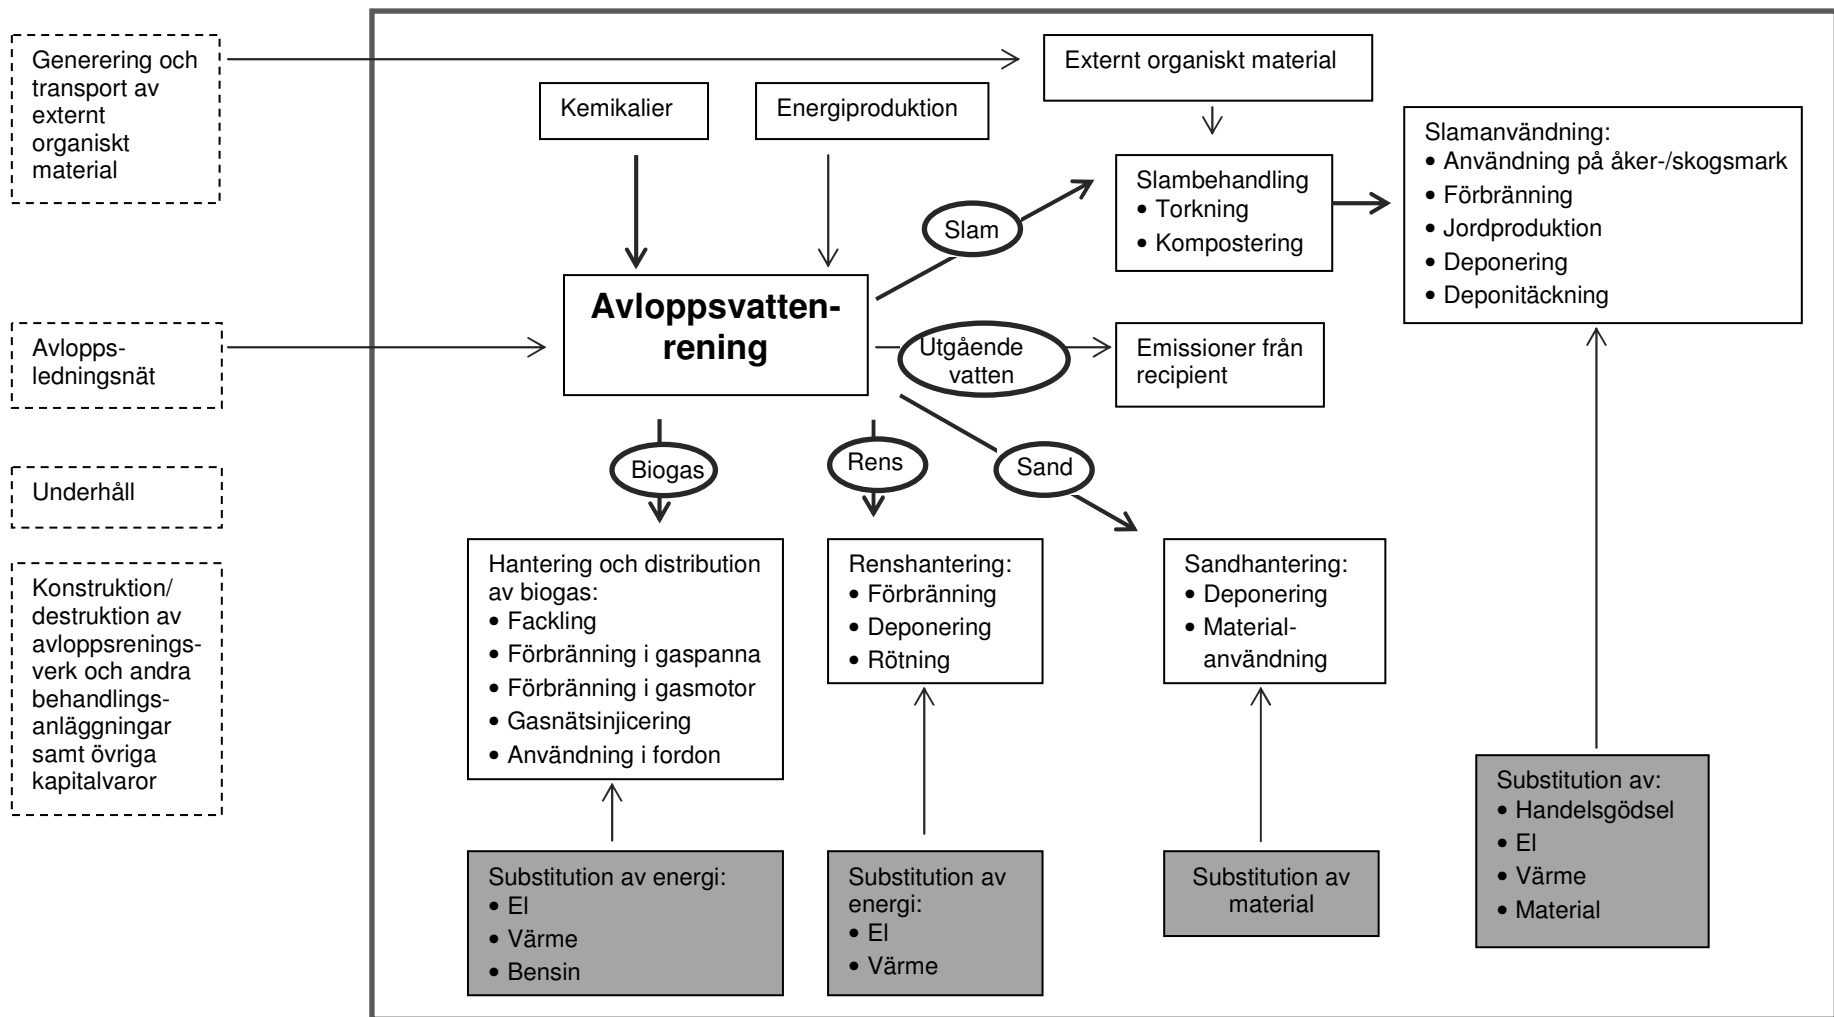 Generering och
transport av
externt
organiskt
material
Avlopps-
ledningsnät
Underhåll
Konstruktion/
destruktion av
avloppsrenings-
verk och andra
behandlings-
anläggningar
samt övriga
kapitalvaror
Kemikalier
Energiproduktion
Externt organiskt material
Slambehandling
• Torkning
• Kompostering
Slamanvändning:
• Användning på åker-/skogsmark
• Förbränning
• Jordproduktion
• Deponering
• Deponitäckning
Slam
Avloppsvatten-
rening
Utgående
vatten
Emissioner från
recipient
Biogas
Rens
Sand
Hantering och distribution
av biogas:
• Fackling
• Förbränning i gaspanna
• Förbränning i gasmotor
• Gasnätsinjicering
• Användning i fordon
Renshantering:
• Förbränning
• Deponering
• Rötning
Sandhantering:
• Deponering
• Material-
användning
Substitution av energi:
• El
• Värme
• Bensin
Substitution av
energi:
• El
• Värme
Substitution av
material
Substitution av:
• Handelsgödsel
• El
• Värme
• Material